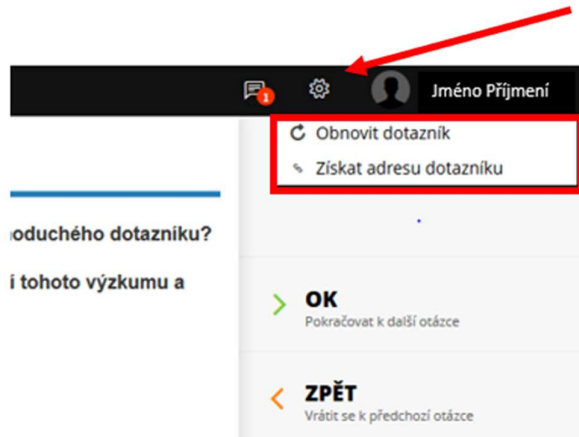 1
Jméno Příjmení
Obnovit dotazník
Získat adresu dotazníku
oduchého dotazníku?
í tohoto výzkumu a
OK
Pokračovat k další otázce
ZPĚT
Vrátit se k předchozí otázce